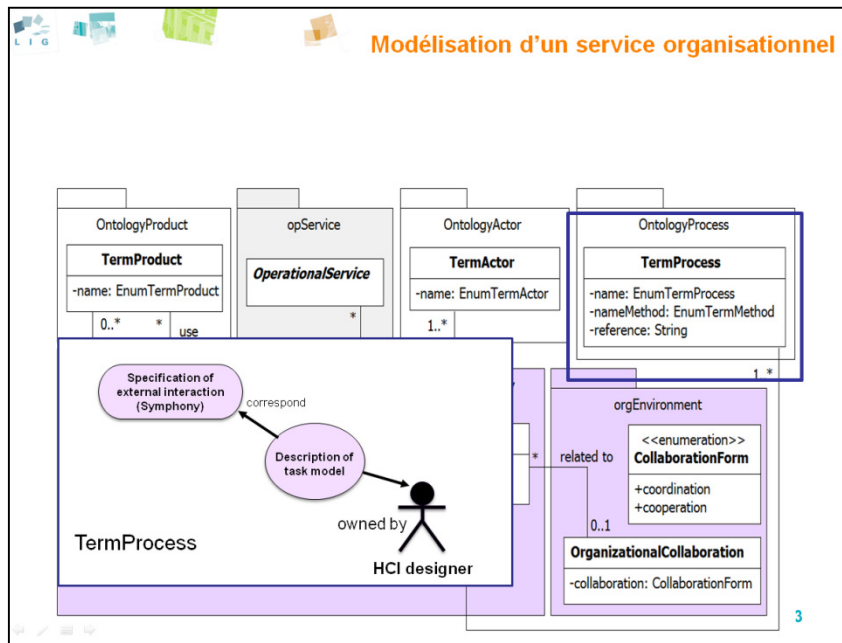 L I G
Modélisation d'un service organisationnel
OntologyProduct
TermProduct
-name: EnumTermProduct
0..*
*
use
opService
OperationalService
*
OntologyActor
TermActor
-name: EnumTermActor
1..*
OntologyProcess
TermProcess
-name: EnumTermProcess
-nameMethod: EnumTermMethod
-reference: String
1 *
Specification of
external interaction
(Symphony)
correspond
Description of
task model
owned by
HCI designer
TermProcess
orgEnvironment
<<enumeration>>
CollaborationForm
+coordination
+cooperation
*
related to
0..1
OrganizationalCollaboration
-collaboration: CollaborationForm
3